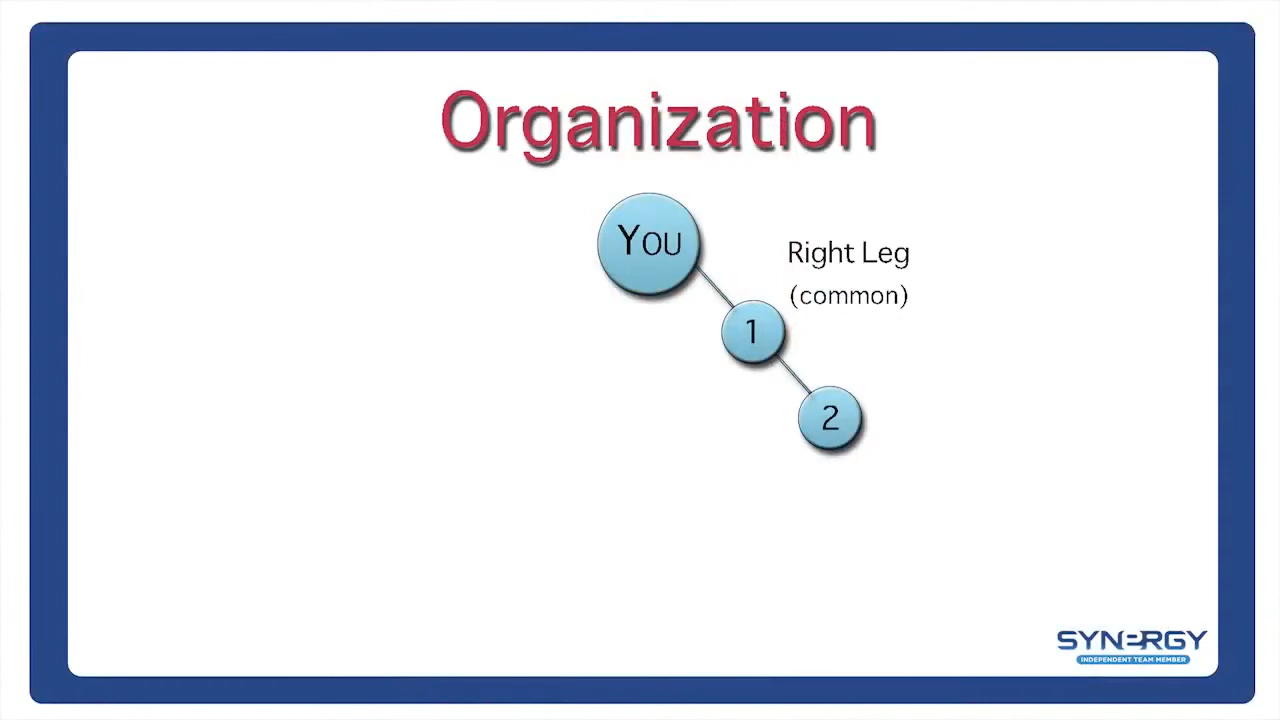 Organization
You
Right Leg
(common)
1
2
SYNERGY
INDEPENDENT TEAM MEMBER